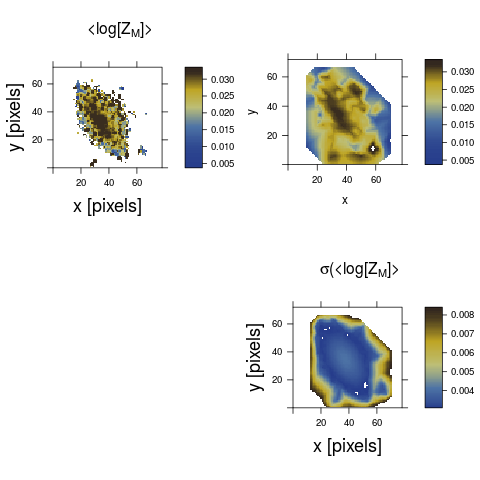 <log[Z_M]>
60
40
20
20 40 60
x [pixels]
y [pixels]
0.030
0.025
0.020
0.015
0.010
0.005
60
40
20
20 40 60
x
y
0.030
0.025
0.020
0.015
0.010
0.005
σ(<log[Z_M]>
60
40
20
20 40 60
x [pixels]
y [pixels]
0.008
0.007
0.006
0.005
0.004